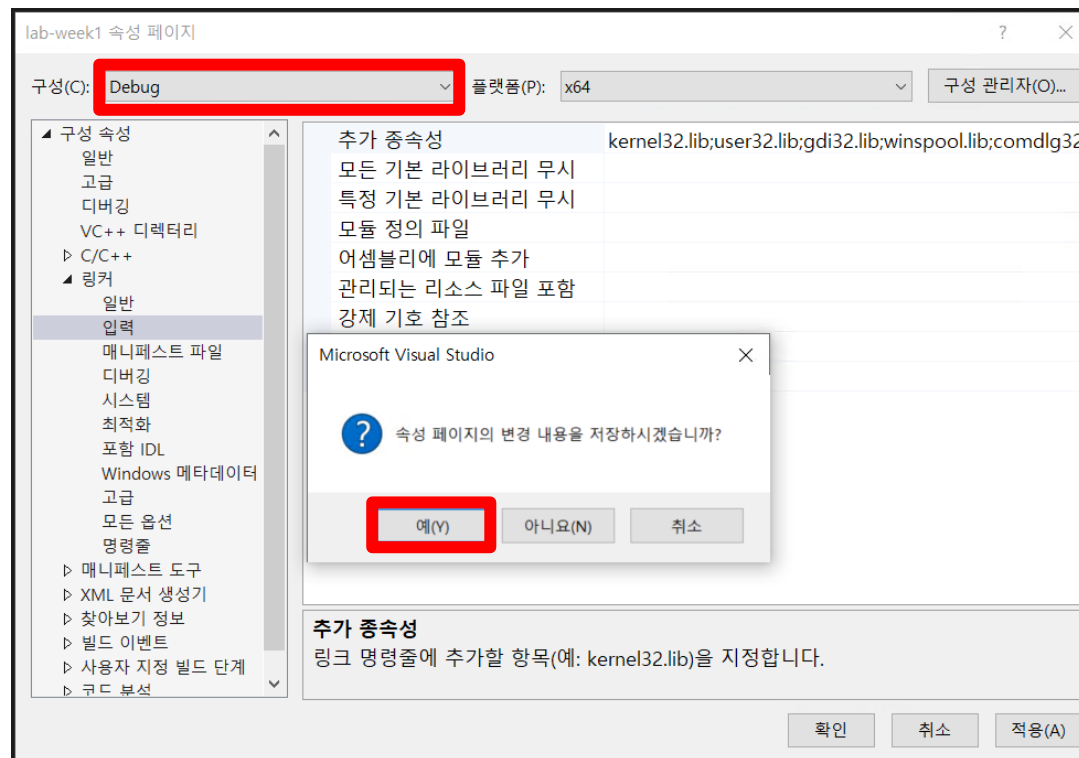 lab-week1 속성 페이지
구성(C): Debug 플랫폼(P): x64 구성 관리자(O)...
구성 속성
일반
고급
디버깅
VC++ 디렉터리
C/C++
링커
일반
입력
매니페스트 파일
디버깅
시스템
최적화
포함 IDL
Windows 메타데이터
고급
모든 옵션
명령줄
매니페스트 도구
XML 문서 생성기
찾아보기 정보
빌드 이벤트
사용자 지정 빌드 단계
코드 분석
추가 종속성 kernel32.lib;user32.lib;gdi32.lib;winspool.lib;comdlg32
모든 기본 라이브러리 무시
특정 기본 라이브러리 무시
모듈 정의 파일
어셈블리에 모듈 추가
관리되는 리소스 파일 포함
강제 기호 참조
Microsoft Visual Studio
속성 페이지의 변경 내용을 저장하시겠습니까?
예(Y) 아니요(N) 취소
추가 종속성
링크 명령줄에 추가할 항목(예: kernel32.lib)을 지정합니다.
확인 취소 적용(A)